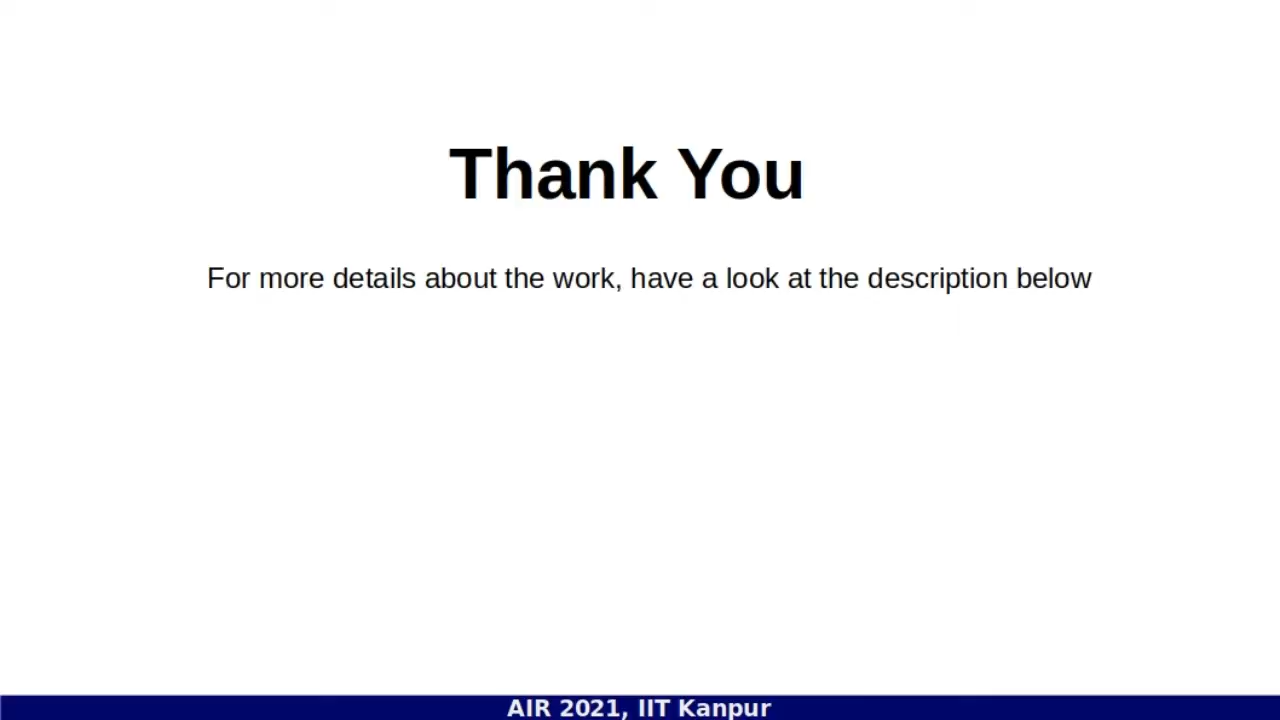 Thank You
For more details about the work, have a look at the description below
AIR 2021, IIT Kanpur